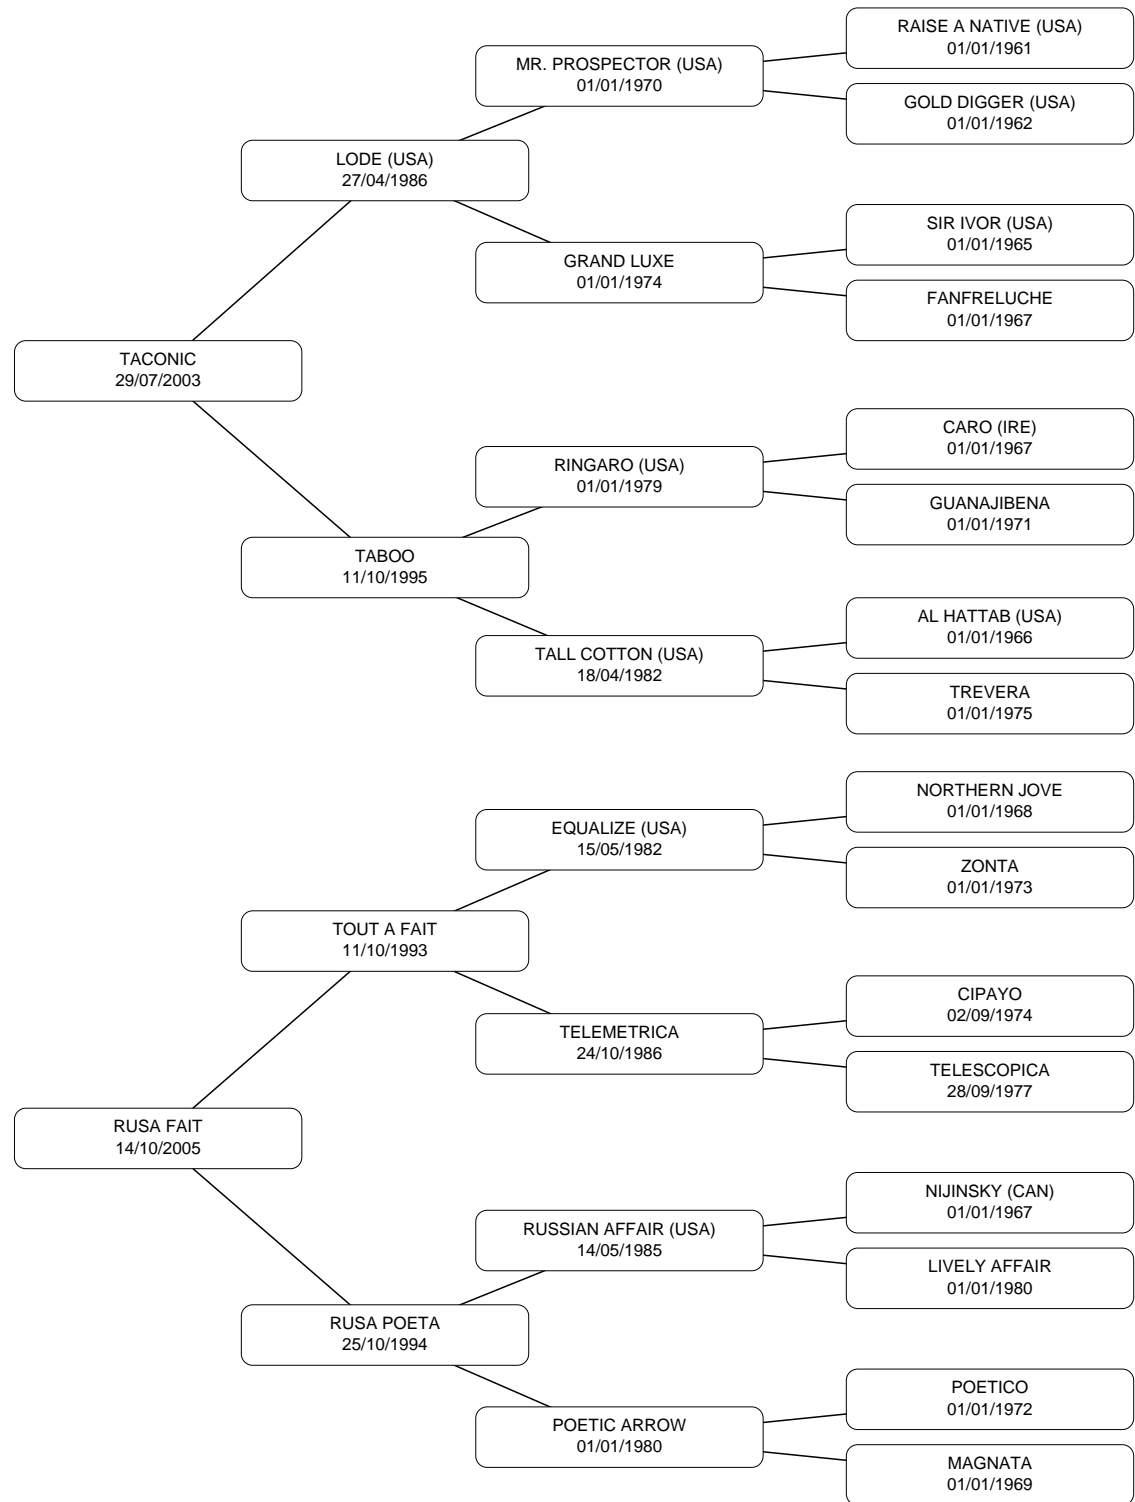 RAISE A NATIVE (USA)
01/01/1961
MR. PROSPECTOR (USA)
01/01/1970
GOLD DIGGER (USA)
01/01/1962
LODE (USA)
27/04/1986
SIR IVOR (USA)
01/01/1965
GRAND LUXE
01/01/1974
FANFRELUCHE
01/01/1967
TACONIC
29/07/2003
CARO (IRE)
01/01/1967
RINGARO (USA)
01/01/1979
GUANAJIBENA
01/01/1971
TABOO
11/10/1995
AL HATTAB (USA)
01/01/1966
TALL COTTON (USA)
18/04/1982
TREVERA
01/01/1975
NORTHERN JOVE
01/01/1968
EQUALIZE (USA)
15/05/1982
ZONTA
01/01/1973
TOUT A FAIT
11/10/1993
CIPAYO
02/09/1974
TELEMETRICA
24/10/1986
TELESCOPICA
28/09/1977
RUSA FAIT
14/10/2005
NIJINSKY (CAN)
01/01/1967
RUSSIAN AFFAIR (USA)
14/05/1985
LIVELY AFFAIR
01/01/1980
RUSA POETA
25/10/1994
POETICO
01/01/1972
POETIC ARROW
01/01/1980
MAGNATA
01/01/1969